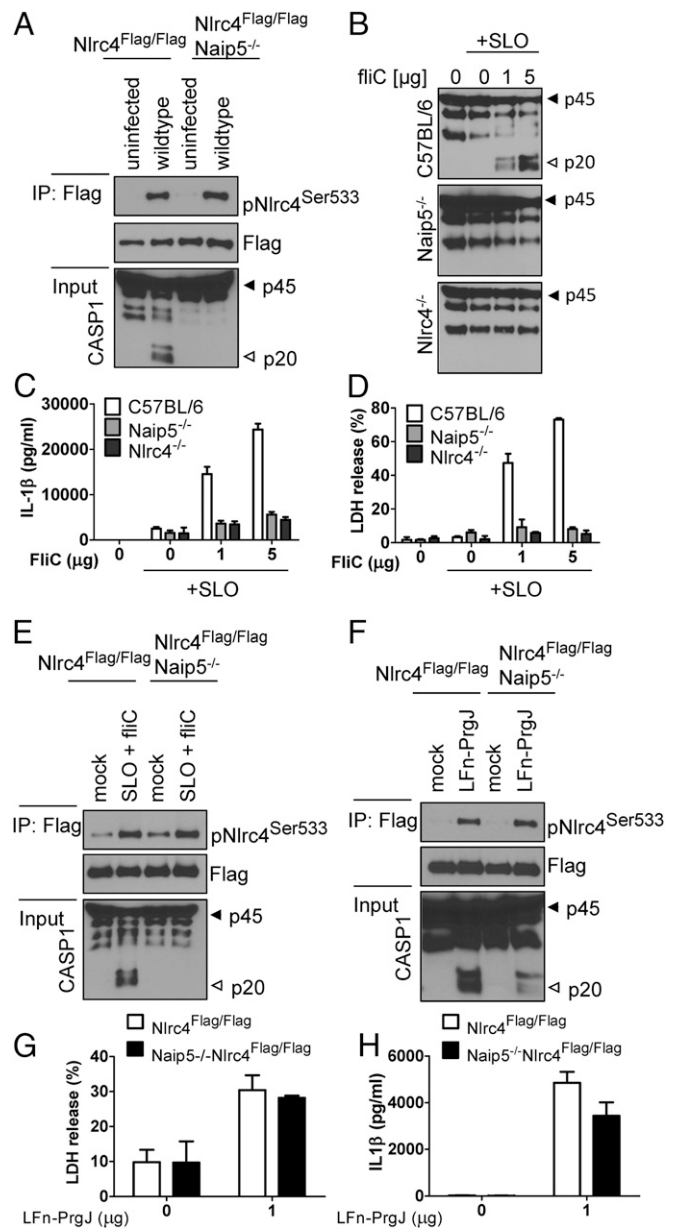 A
Nlrc4Flag/Flag
Nlrc4Flag/Flag
Naip5-/-
uninfected
wildtype
uninfected
wildtype
IP: Flag
pNlrc4Ser533
Flag
Input
CASP1
p45
p20
B
+SLO
fliC [µg]
0 0 1 5
C57BL/6
p45
p20
Naip5-/-
p45
Nlrc4-/-
p45
C
30000
20000
10000
0
IL-1β (pg/ml)
C57BL/6
Naip5-/-
Nlrc4-/-
FliC (µg)
0 0 1 5
+SLO
D
80
60
40
20
0
LDH release (%)
C57BL/6
Naip5-/-
Nlrc4-/-
FliC (µg)
0 0 1 5
+SLO
E
Nlrc4Flag/Flag
Nlrc4Flag/Flag
Naip5-/-
mock
SLO + fliC
mock
SLO + fliC
IP: Flag
pNlrc4Ser533
Flag
Input
CASP1
p45
p20
F
Nlrc4Flag/Flag
Nlrc4Flag/Flag
Naip5-/-
mock
LFn-PrgJ
mock
LFn-PrgJ
IP: Flag
pNlrc4Ser533
Flag
Input
CASP1
p45
p20
G
Nlrc4Flag/Flag
Naip5-/-Nlrc4Flag/Flag
40
30
20
10
0
LDH release (%)
LFn-PrgJ (µg)
0 1
H
Nlrc4Flag/Flag
Naip5-/-Nlrc4Flag/Flag
6000
4000
2000
0
IL1β (pg/ml)
LFn-PrgJ (µg)
0 1